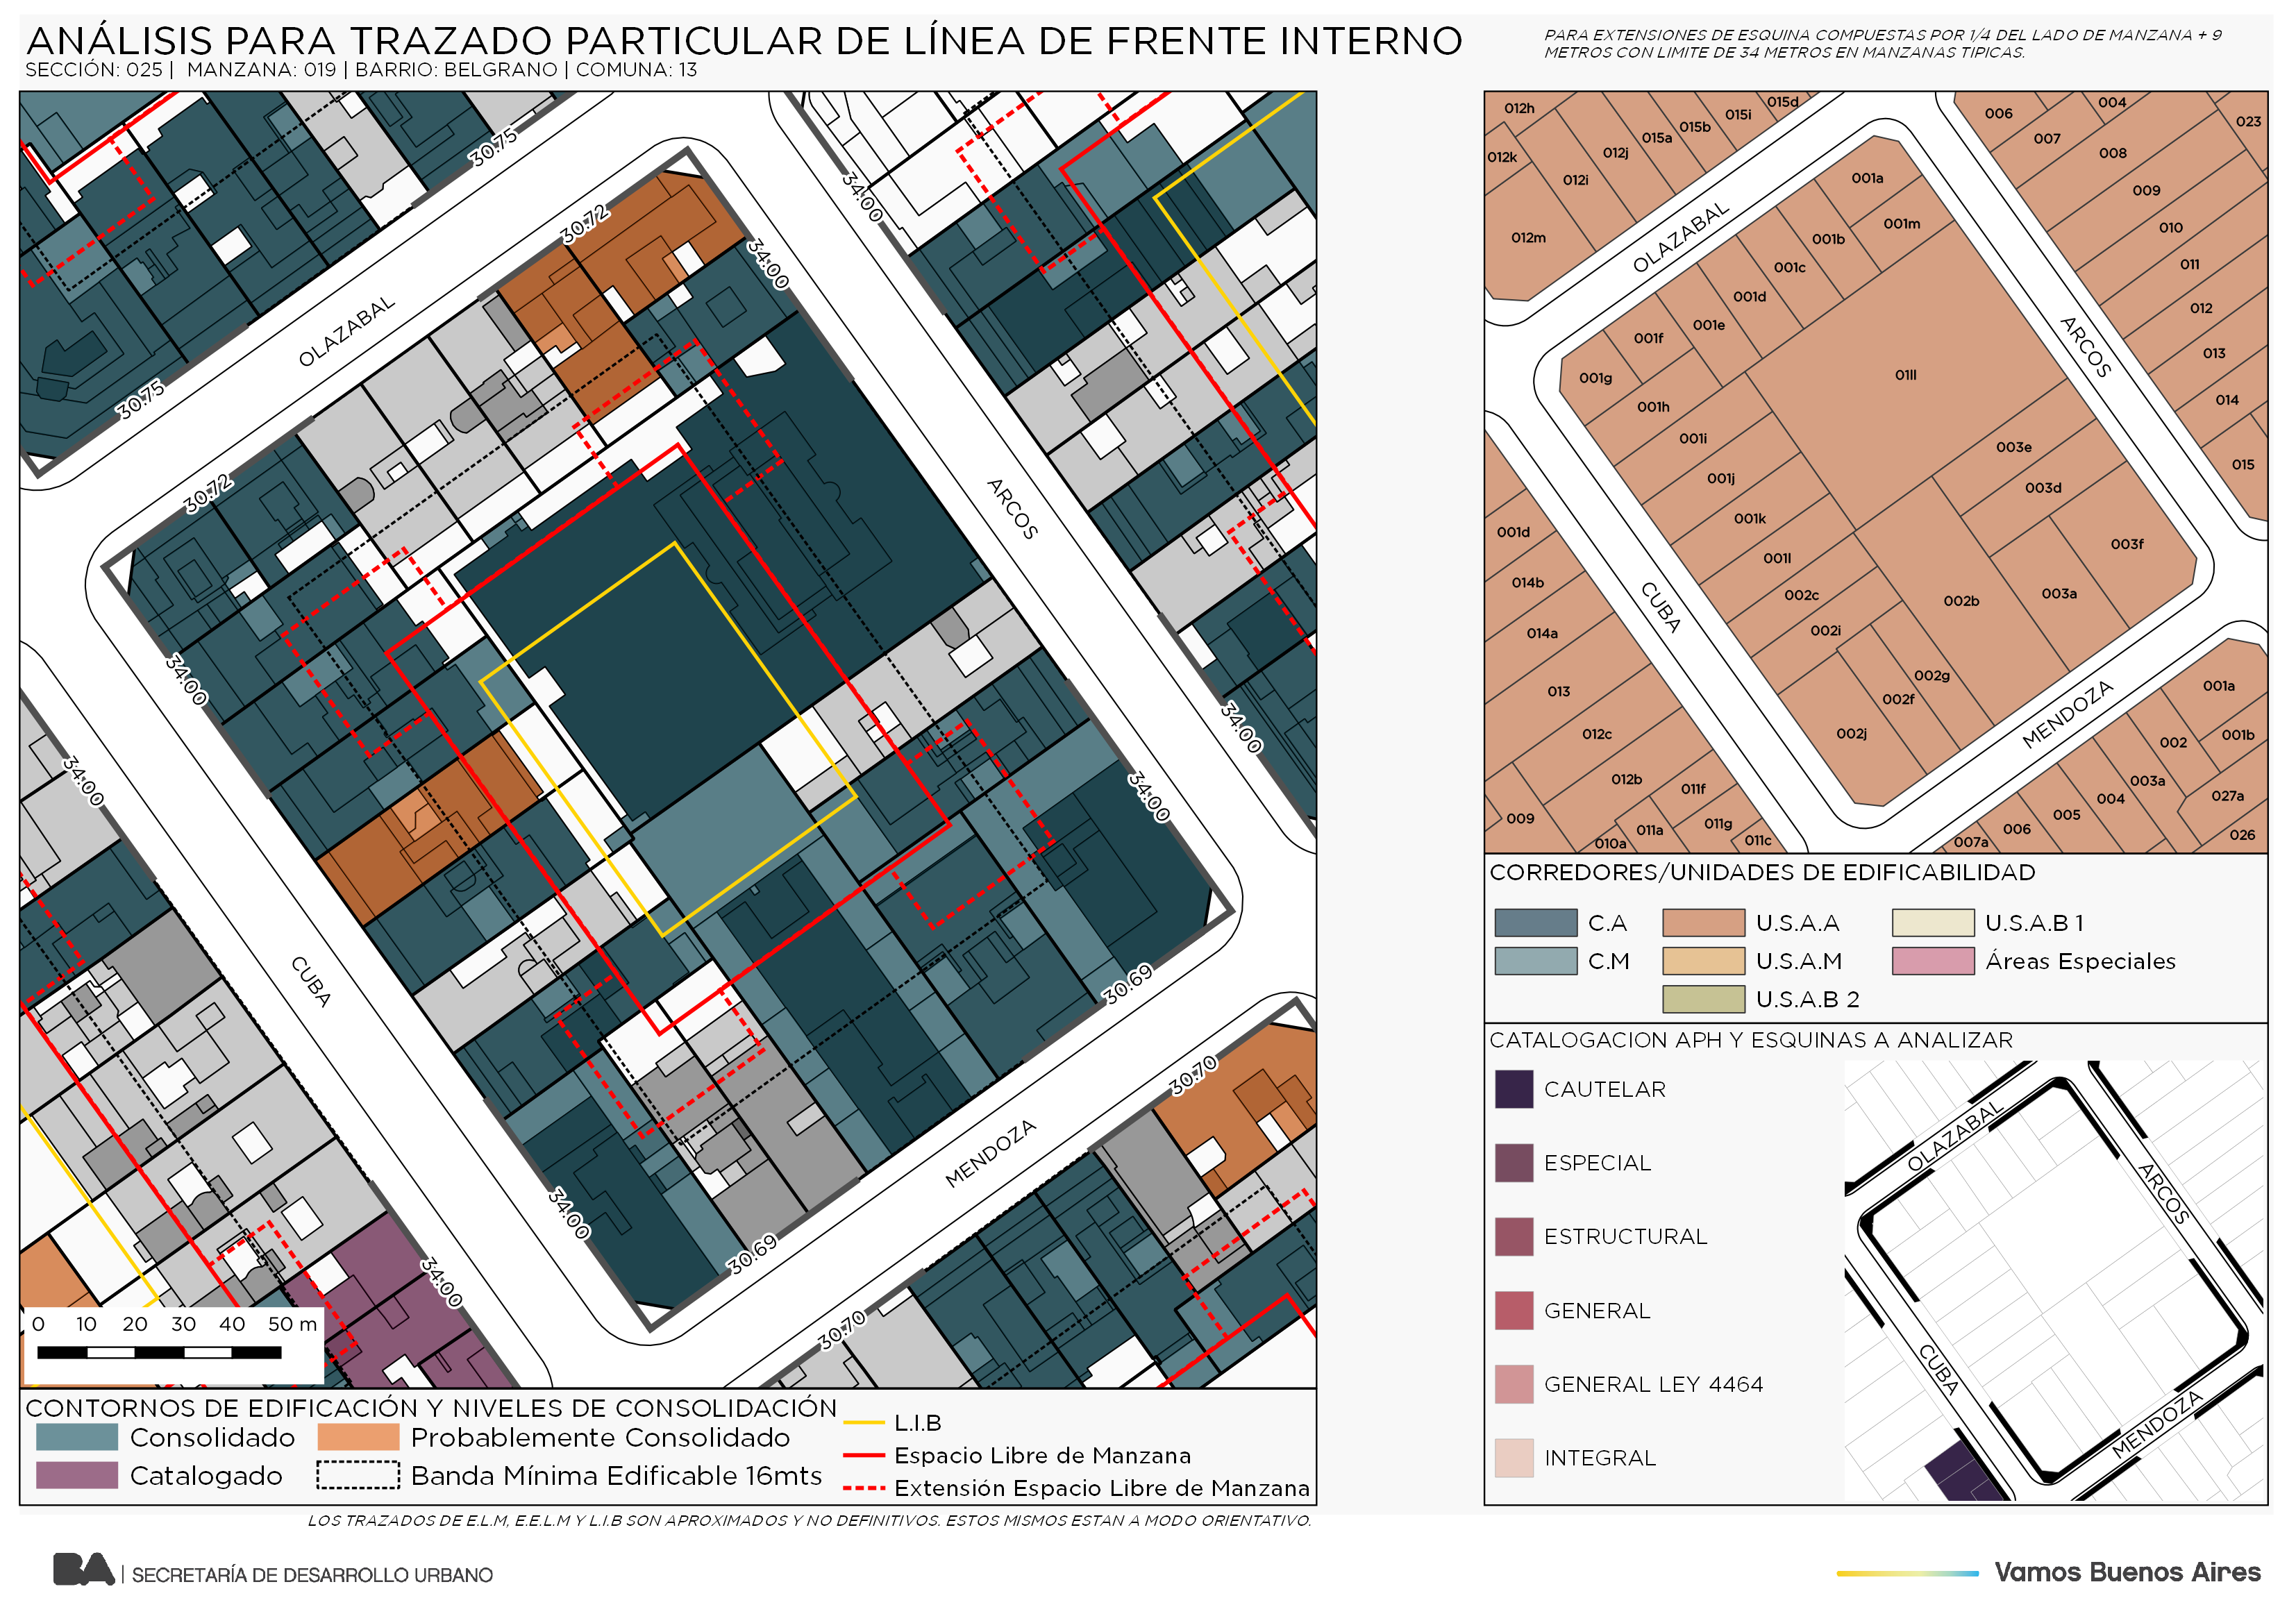 ANÁLISIS PARA TRAZADO PARTICULAR DE LÍNEA DE FRENTE INTERNO
SECCIÓN: 025 | MANZANA: 019 | BARRIO: BELGRANO | COMUNA: 13
PARA EXTENSIONES DE ESQUINA COMPUESTAS POR 1/4 DEL LADO DE MANZANA + 9
METROS CON LIMITE DE 34 METROS EN MANZANAS TIPICAS.
30.75
34.00
30.72
34.00
OLAZABAL
30.75
30.72
ARCOS
34.00
34.00
34.00
34.00
CUBA
30.69
30.70
MENDOZA
34.00
30.69
34.00
30.70
0 10 20 30 40 50 m
CONTORNOS DE EDIFICACIÓN Y NIVELES DE CONSOLIDACIÓN
Consolidado
Probablemente Consolidado
Catalogado
Banda Mínima Edificable 16mts
L.I.B
Espacio Libre de Manzana
Extensión Espacio Libre de Manzana
LOS TRAZADOS DE E.L.M, E.E.L.M Y L.I.B SON APROXIMADOS Y NO DEFINITIVOS. ESTOS MISMOS ESTAN A MODO ORIENTATIVO.
012h
015d
015i
015b
015a
012j
012k
012i
012m
006
004
007
023
008
009
010
011
012
013
014
015
001a
001m
001b
001c
001d
001e
001f
001g
001h
001i
001j
001k
001l
01ll
002c
002i
002g
002f
002j
002b
003e
003d
003f
003a
OLAZABAL
ARCOS
CUBA
MENDOZA
001d
014b
014a
013
012c
012b
011f
011g
011c
011a
010a
009
001a
001b
002
003a
027a
004
005
026
006
007a
CORREDORES/UNIDADES DE EDIFICABILIDAD
C.A
U.S.A.A
U.S.A.B 1
C.M
U.S.A.M
Áreas Especiales
U.S.A.B 2
CATALOGACION APH Y ESQUINAS A ANALIZAR
CAUTELAR
ESPECIAL
ESTRUCTURAL
GENERAL
GENERAL LEY 4464
INTEGRAL
OLAZABAL
ARCOS
CUBA
MENDOZA
BA | SECRETARÍA DE DESARROLLO URBANO
Vamos Buenos Aires